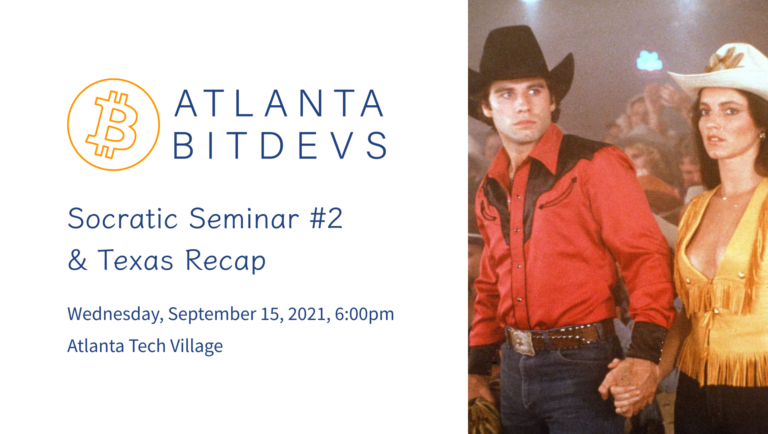 ATLANTA
BITDEVS
Socratic Seminar #2
& Texas Recap
Wednesday, September 15, 2021, 6:00pm
Atlanta Tech Village